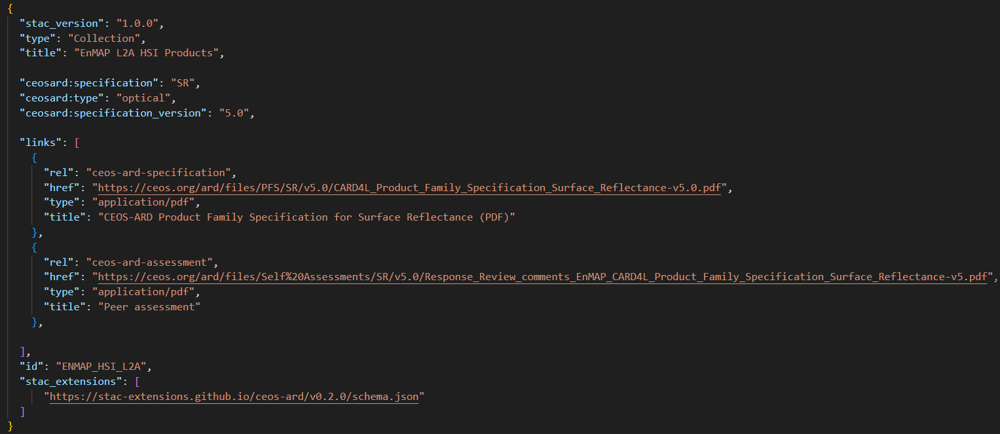 {
"stac_version": "1.0.0",
"type": "Collection",
"title": "EnMAP L2A HSI Products",
"ceosard:specification": "SR",
"ceosard:type": "optical",
"ceosard:specification_version": "5.0",
"links": [
{
"rel": "ceos-ard-specification",
"href": "https://ceos.org/ard/files/PFS/SR/v5.0/CARD4L_Product_Family_Specification_Surface_Reflectance-v5.0.pdf",
"type": "application/pdf",
"title": "CEOS-ARD Product Family Specification for Surface Reflectance (PDF)"
},
{
"rel": "ceos-ard-assessment",
"href": "https://ceos.org/ard/files/Self%20Assessments/SR/v5.0/Response_Review_comments_EnMAP_CARD4L_Product_Family_Specification_Surface_Reflectance-v5.pdf",
"type": "application/pdf",
"title": "Peer assessment"
},
],
"id": "ENMAP_HSI_L2A",
"stac_extensions": [
"https://stac-extensions.github.io/ceos-ard/v0.2.0/schema.json"
]
}